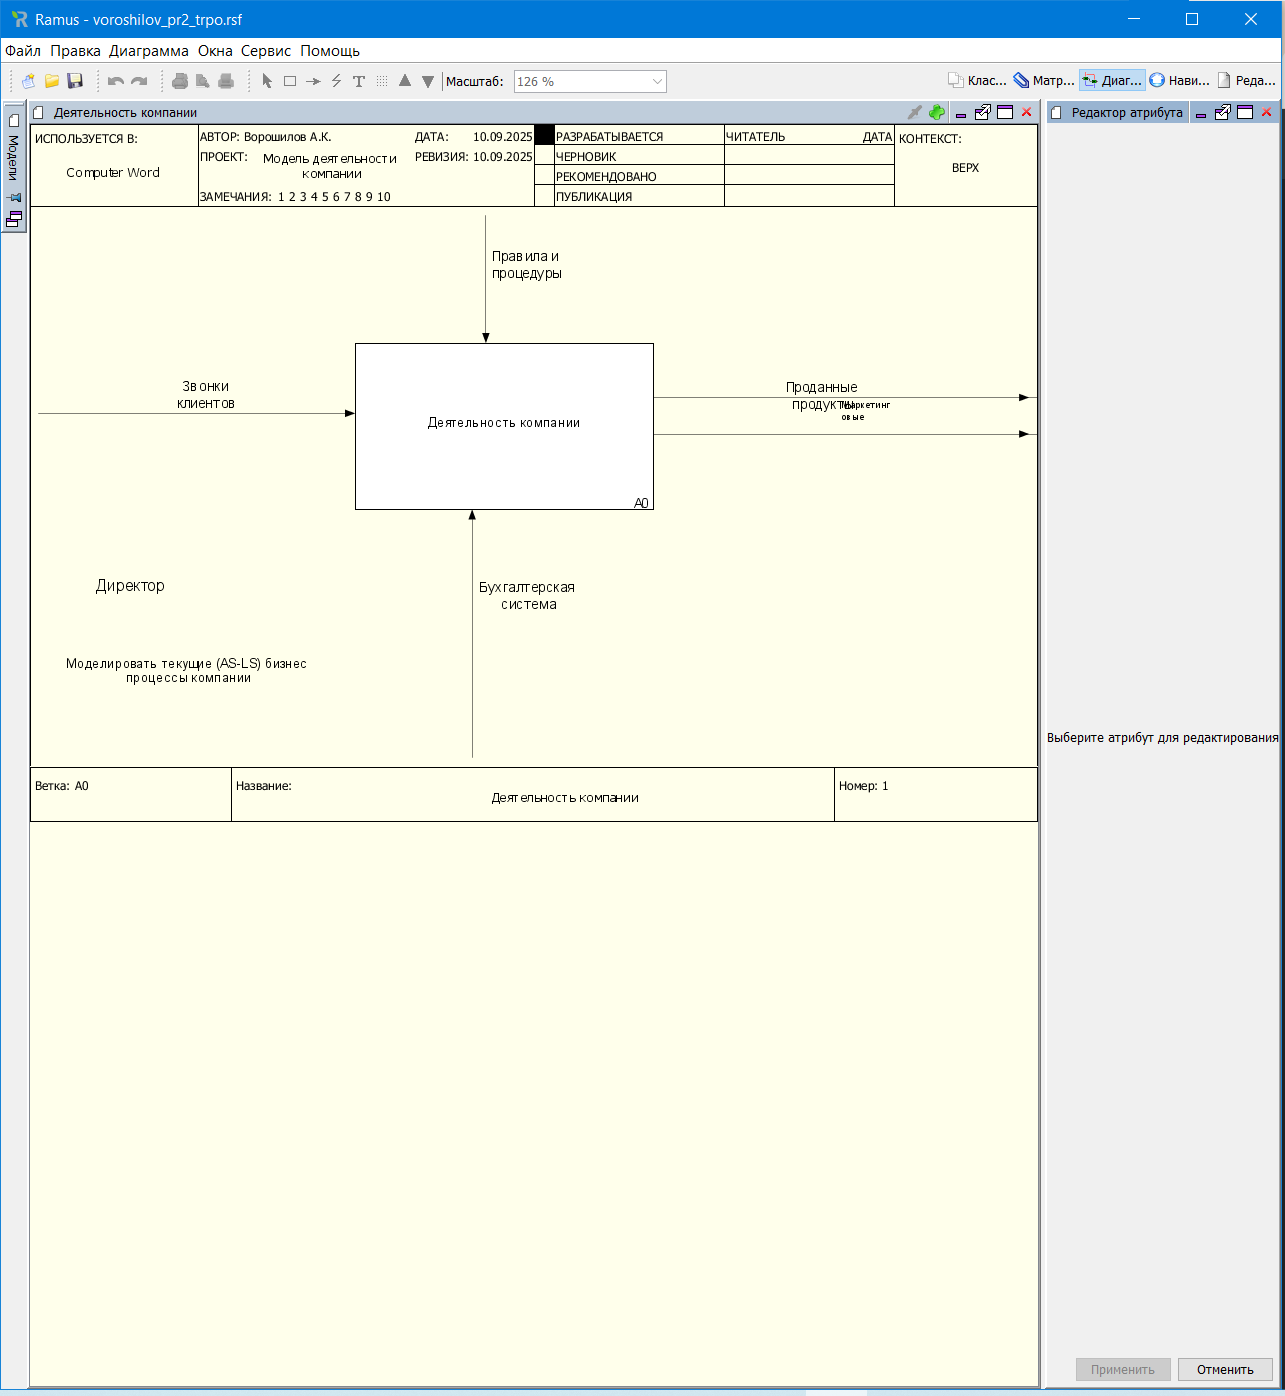 Ramus - voroshilov_pr2_trpo.rsf
Файл Правка Диаграмма Окна Сервис Помощь
Масштаб: 126 % Клас... Матр... Диаг... Нави... Реда...
Модели
Деятельность компании
Редактор атрибута
ИСПОЛЬЗУЕТСЯ В:
Computer Word
АВТОР: Ворошилов А.К. ДАТА: 10.09.2025
ПРОЕКТ: Модель деятельности
компании
РЕВИЗИЯ: 10.09.2025
ЗАМЕЧАНИЯ: 1 2 3 4 5 6 7 8 9 10
РАЗРАБАТЫВАЕТСЯ
ЧЕРНОВИК
РЕКОМЕНДОВАНО
ПУБЛИКАЦИЯ
ЧИТАТЕЛЬ ДАТА
КОНТЕКСТ:
ВЕРХ
Правила и
процедуры
Звонки
клиентов
Деятельность компании
A0
Проданные
продукты
Маркетинг
овые
Директор
Бухгалтерская
система
Моделировать текущие (AS-LS) бизнес
процессы компании
Выберите атрибут для редактирования
Ветка: A0
Название:
Деятельность компании
Номер: 1
Применить Отменить